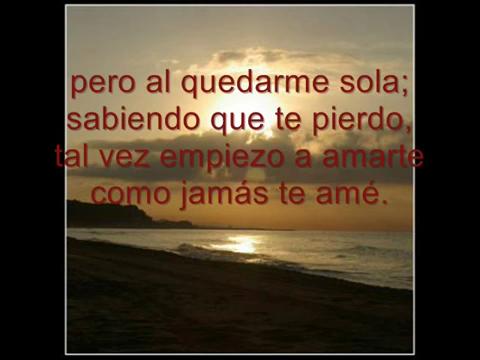 pero al quedarme sola;
sabiendo que te pierdo,
tal vez empiezo a amarte
como jamás te amé.